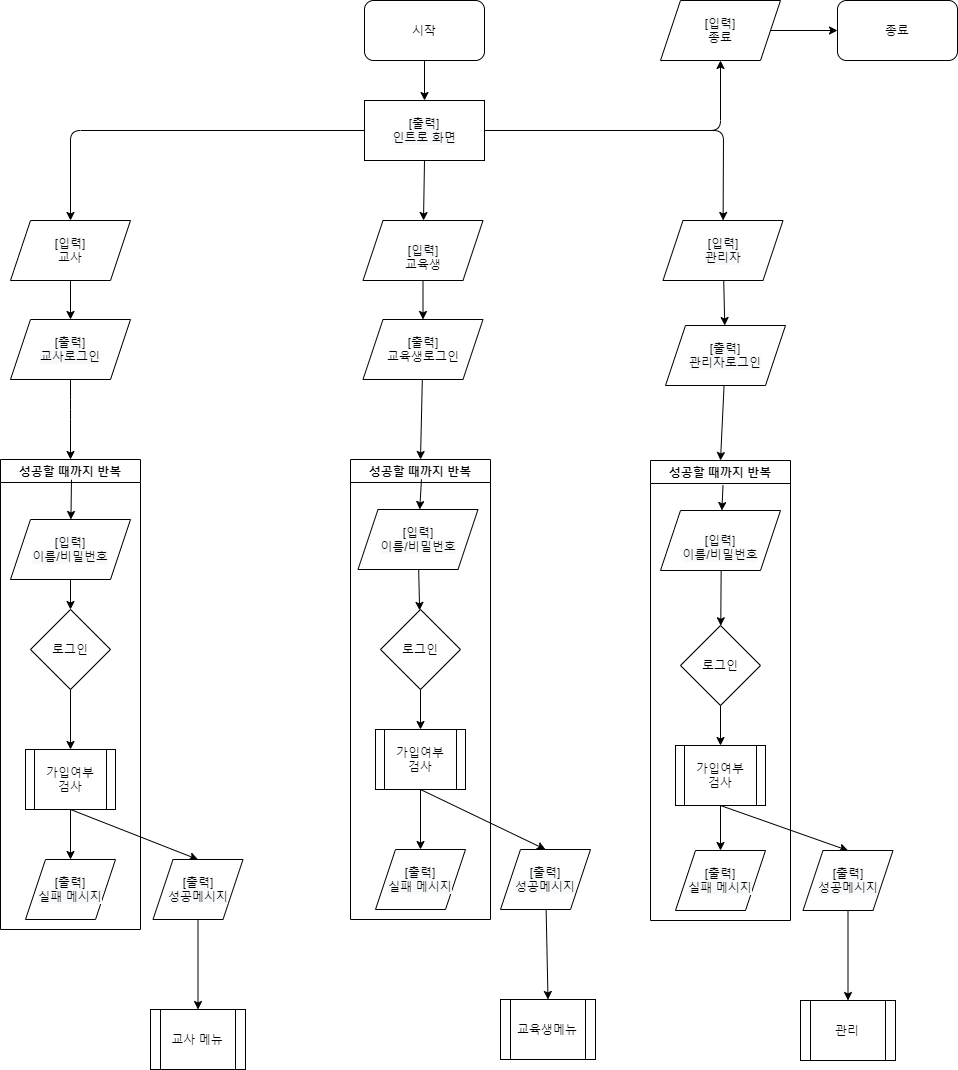 시작
[입력]
종료
종료
[출력]
인트로 화면
[입력]
교사
[입력]
교육생
[입력]
관리자
[출력]
교사로그인
[출력]
교육생로그인
[출력]
관리자로그인
성공할 때까지 반복
성공할 때까지 반복
성공할 때까지 반복
[입력]
이름/비밀번호
[입력]
이름/비밀번호
[입력]
이름/비밀번호
로그인
로그인
로그인
가입여부
검사
가입여부
검사
가입여부
검사
[출력]
실패 메시지
[출력]
성공메시지
[출력]
실패 메시지
[출력]
성공메시지
[출력]
실패 메시지
[출력]
성공메시지
교사 메뉴
교육생메뉴
관리